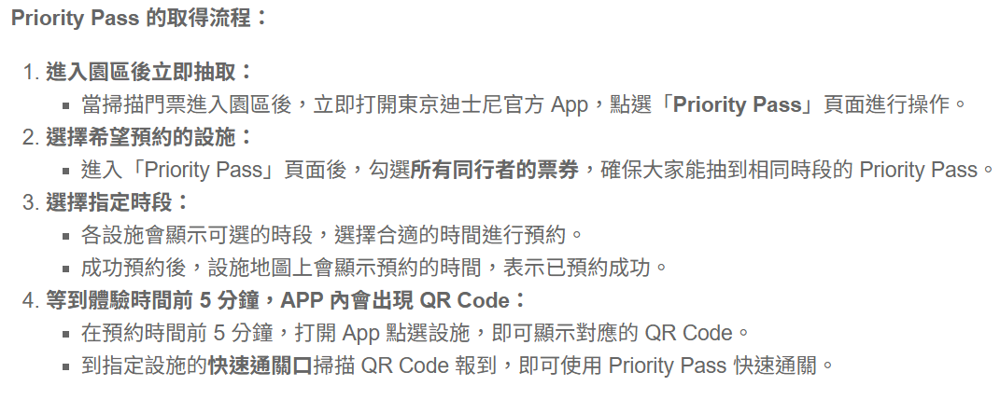 Priority Pass 的取得流程：
1. 進入園區後立即抽取：
▪ 當掃描門票進入園區後，立即打開東京迪士尼官方 App，點選「Priority Pass」頁面進行操作。
2. 選擇希望預約的設施：
▪ 進入「Priority Pass」頁面後，勾選所有同行者的票券，確保大家能抽到相同時段的 Priority Pass。
3. 選擇指定時段：
▪ 各設施會顯示可選的時段，選擇合適的時間進行預約。
▪ 成功預約後，設施地圖上會顯示預約的時間，表示已預約成功。
4. 等到體驗時間前 5 分鐘，APP 內會出現 QR Code：
▪ 在預約時間前 5 分鐘，打開 App 點選設施，即可顯示對應的 QR Code。
▪ 到指定設施的快速通關口掃描 QR Code 報到，即可使用 Priority Pass 快速通關。